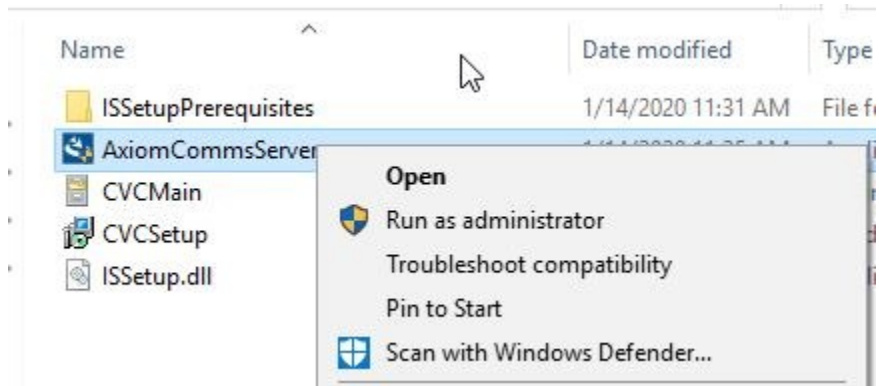 Name Date modified Type
ISSetupPrerequisites 1/14/2020 11:31 AM File
AxiomCommsServer
Open
CVCMain
Run as administrator
CVCSetup
Troubleshoot compatibility
ISSetup.dll
Pin to Start
Scan with Windows Defender...